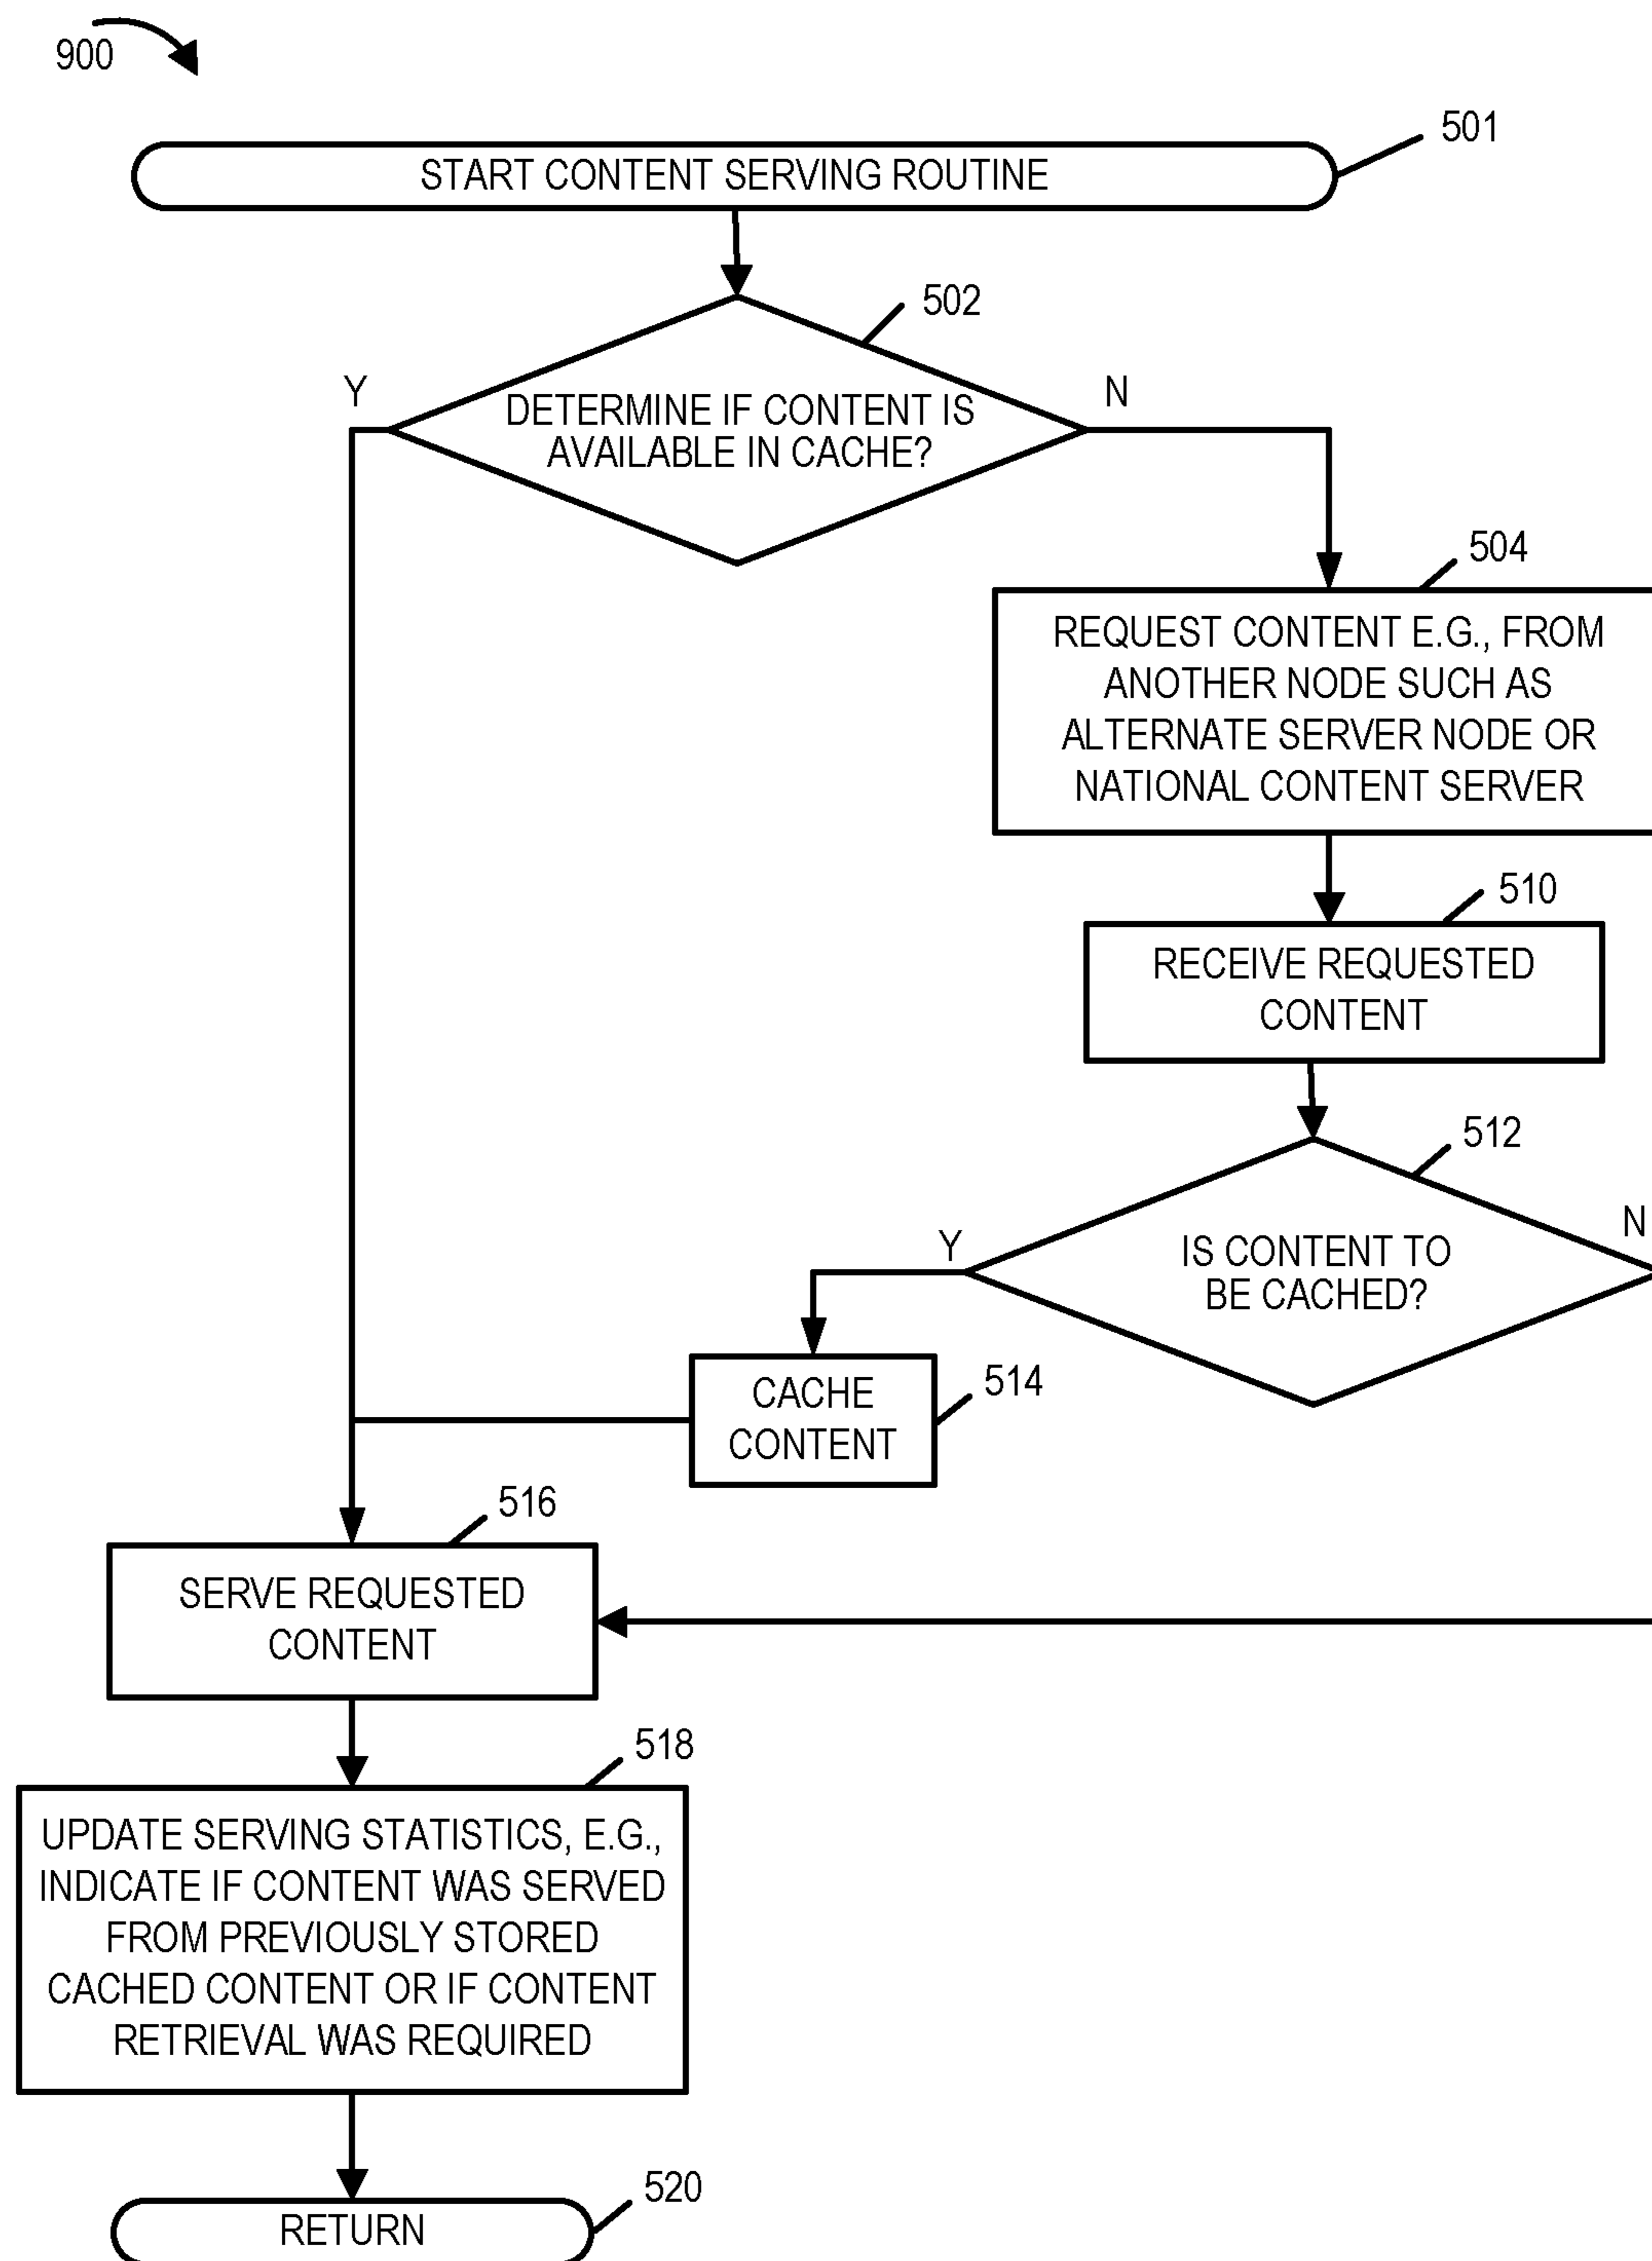 900
501
START CONTENT SERVING ROUTINE
502
Y
N
DETERMINE IF CONTENT IS
AVAILABLE IN CACHE?
504
REQUEST CONTENT E.G., FROM
ANOTHER NODE SUCH AS
ALTERNATE SERVER NODE OR
NATIONAL CONTENT SERVER
510
RECEIVE REQUESTED
CONTENT
512
N
Y
IS CONTENT TO
BE CACHED?
514
CACHE
CONTENT
516
SERVE REQUESTED
CONTENT
518
UPDATE SERVING STATISTICS, E.G.,
INDICATE IF CONTENT WAS SERVED
FROM PREVIOUSLY STORED
CACHED CONTENT OR IF CONTENT
RETRIEVAL WAS REQUIRED
520
RETURN